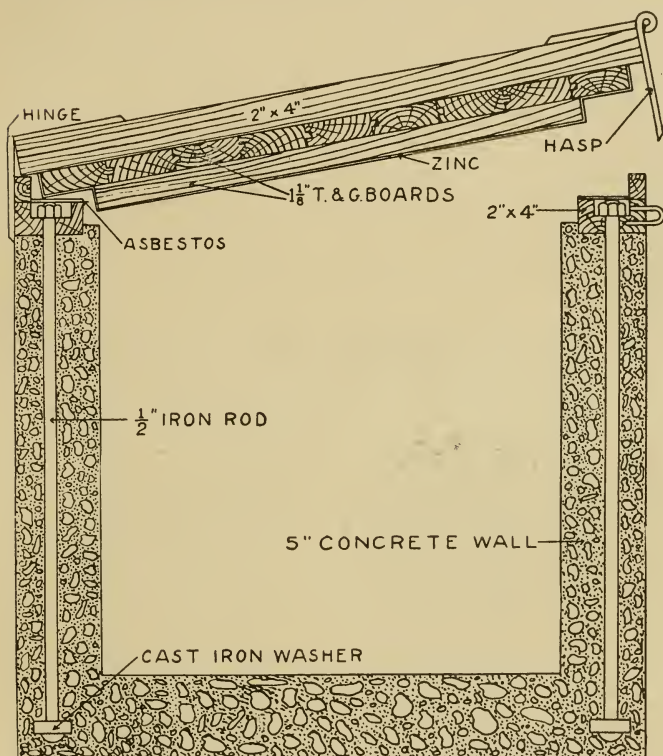 HINGE
2" x 4"
HASP
ZINC
1 1/8" T. & G. BOARDS
2" x 4"
ASBESTOS
1/2" IRON ROD
5" CONCRETE WALL
CAST IRON WASHER